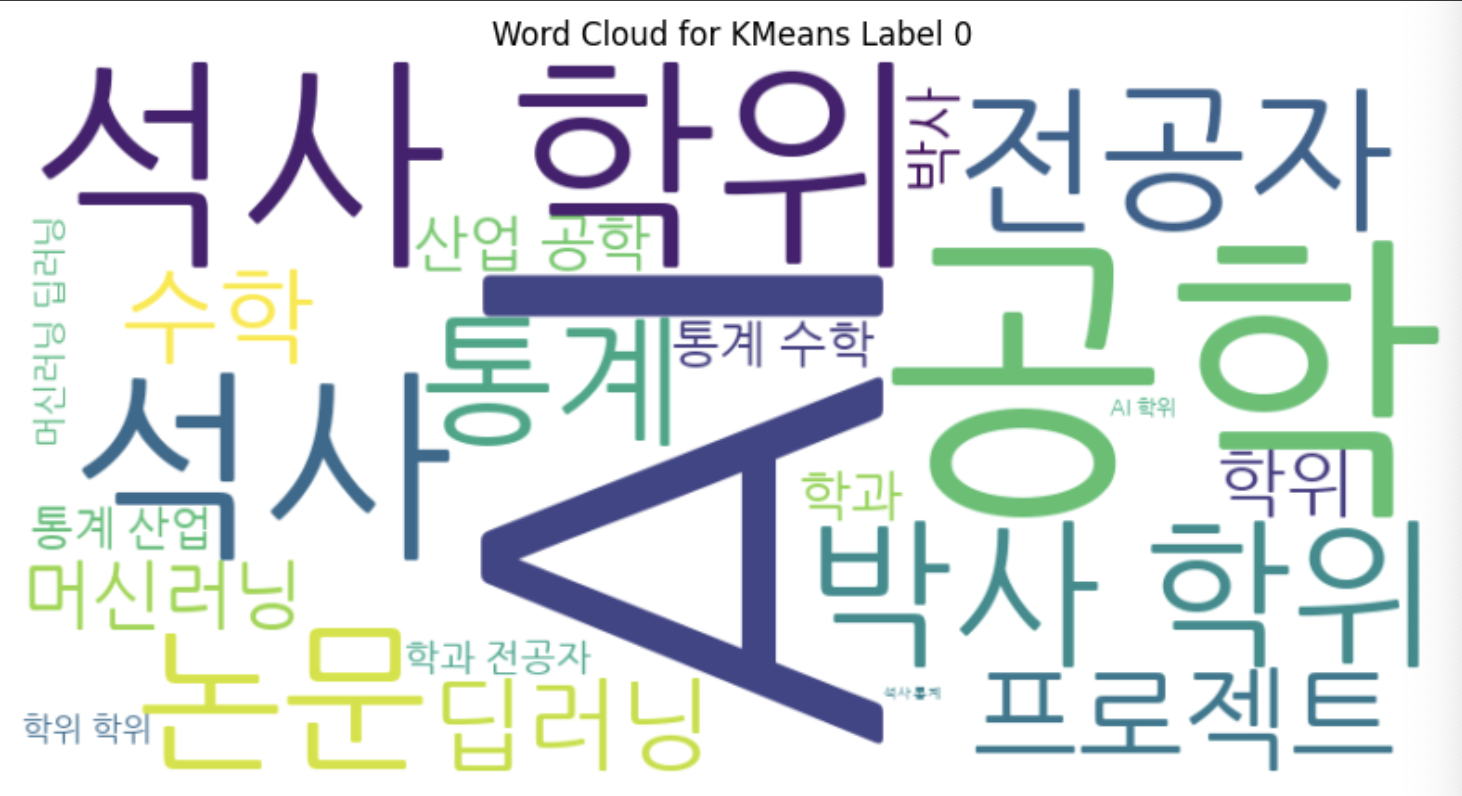 Word Cloud for KMeans Label 0
석사 학위
박사
전공자
산업 공학
머신러닝 딥러닝
수학
통계
통계 수학
AI
공학
AI 학위
석사
학과
학위
통계 산업
박사 학위
머신러닝
논문
학과 전공자
딥러닝
석사 통계
프로젝트
학위 학위